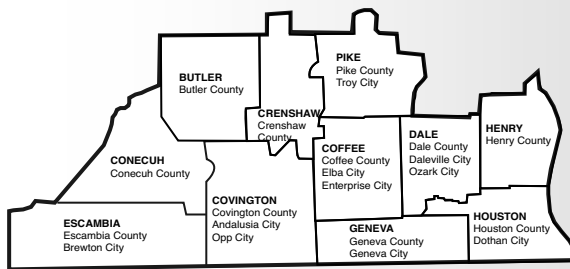 BUTLER
Butler County
PIKE
Pike County
Troy City
CRENSHAW
Crenshaw
County
CONECUH
Conecuh County
COFFEE
Coffee County
Elba City
Enterprise City
DALE
Dale County
Daleville City
Ozark City
HENRY
Henry County
ESCAMBIA
Escambia County
Brewton City
COVINGTON
Covington County
Andalusia City
Opp City
GENEVA
Geneva County
Geneva City
HOUSTON
Houston County
Dothan City